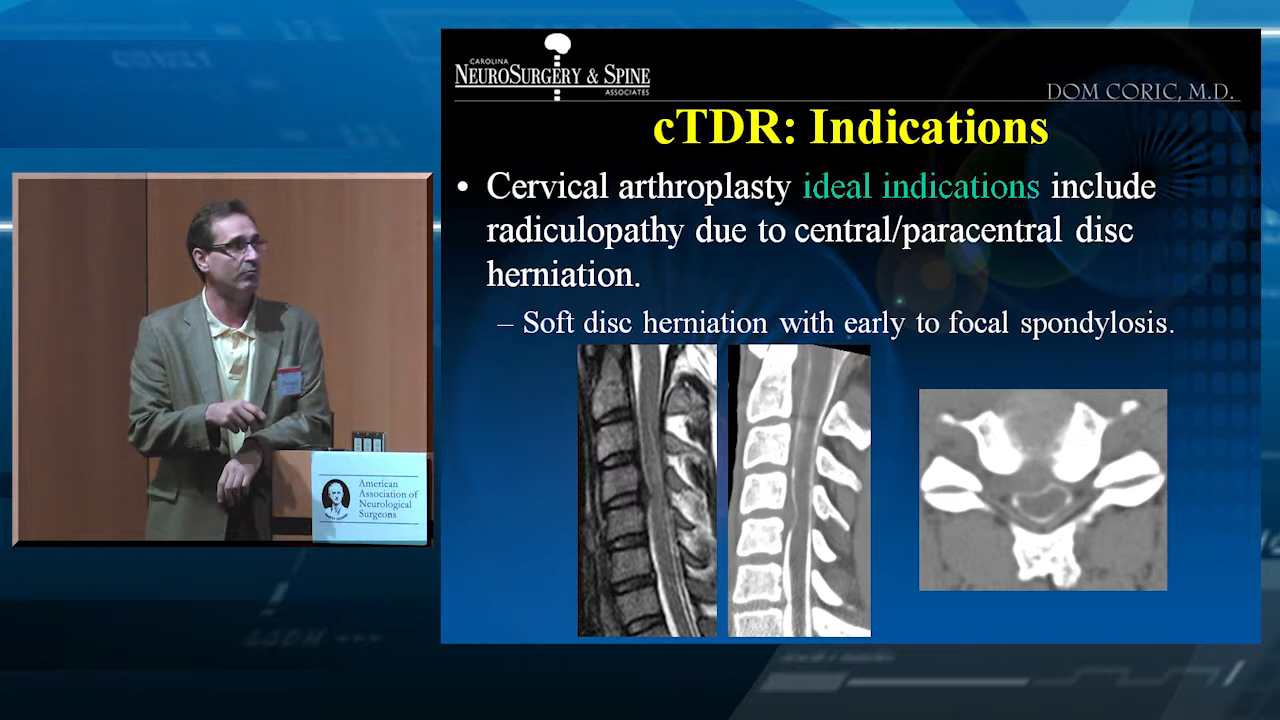 CAROLINA
NEUROSURGERY & SPINE
ASSOCIATES
DOM CORIC, M.D.
cTDR: Indications
• Cervical arthroplasty ideal indications include
radiculopathy due to central/paracentral disc
herniation.
– Soft disc herniation with early to focal spondylosis.
American
Association of
Neurological
Surgeons